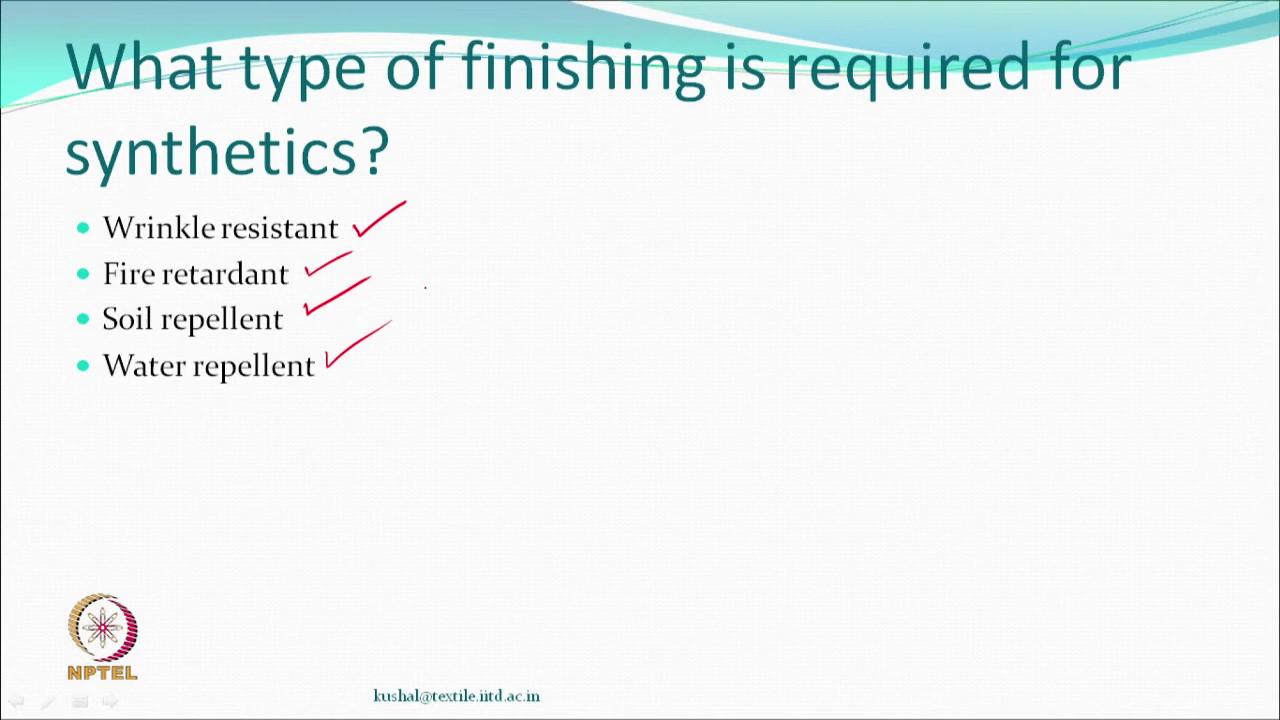 What type of finishing is required for
synthetics?
Wrinkle resistant
Fire retardant
Soil repellent
Water repellent
NPTEL
kushal@textile.iitd.ac.in